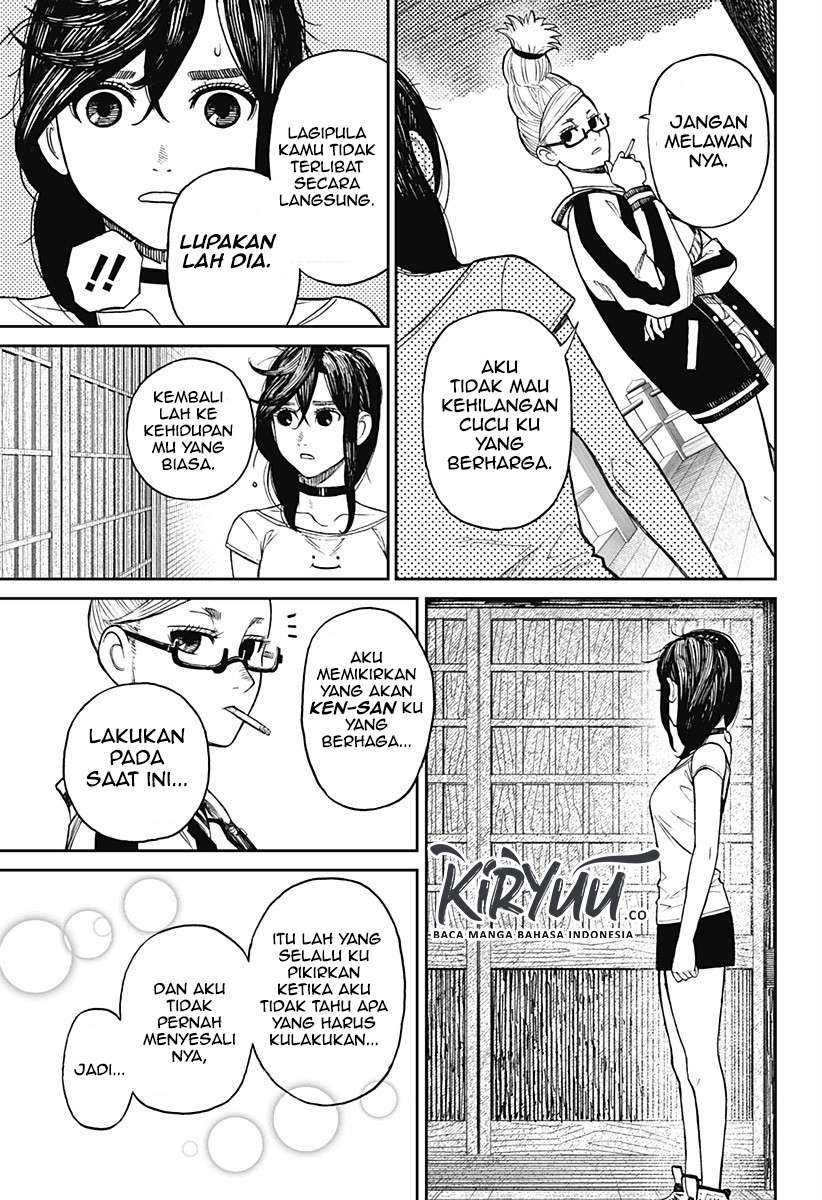 JANGAN
MELAWAN
NYA.
AKU
TIDAK MAU
KEHILANGAN
CUCU KU
YANG
BERHARGA.
LAGIPULA
KAMU TIDAK
TERLIBAT
SECARA
LANGSUNG.
LUPAKAN
LAH DIA.
!!
KEMBALI
LAH KE
KEHIDUPAN
MU YANG
BIASA.
AKU
MEMIKIRKAN
YANG AKAN
KEN-SAN KU
YANG
BERHAGA...
LAKUKAN
PADA
SAAT INI...
ITU LAH YANG
SELALU KU
PIKIRKAN
KETIKA AKU
TIDAK TAHU APA
YANG HARUS
KULAKUKAN...
DAN AKU
TIDAK
PERNAH
MENYESALI
NYA,
JADI...
KIRYUU.CO
BACA MANGA BAHASA INDONESIA